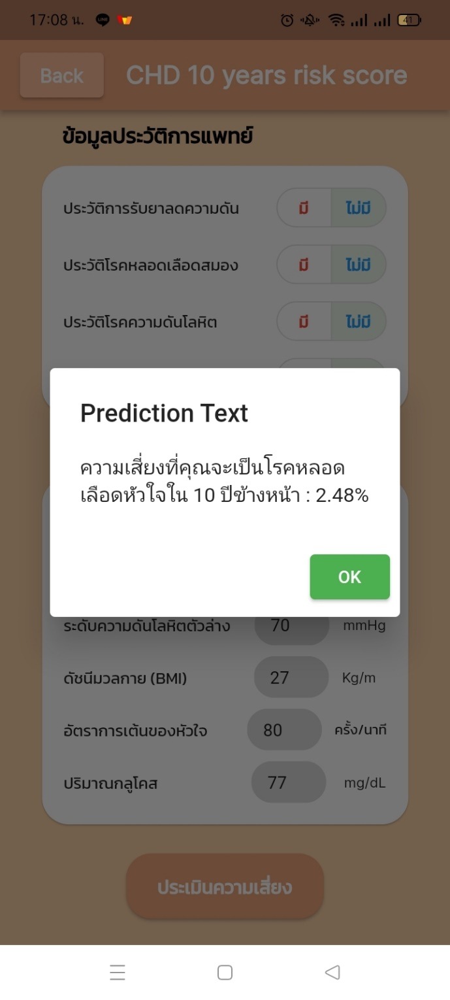 17:08 น.
LINE
41
Back
CHD 10 years risk score
ข้อมูลประวัติการแพทย์
ประวัติการรับยาลดความดัน มี ไม่มี
ประวัติโรคหลอดเลือดสมอง มี ไม่มี
ประวัติโรคความดันโลหิต มี ไม่มี
Prediction Text
ความเสี่ยงที่คุณจะเป็นโรคหลอด
เลือดหัวใจใน 10 ปีข้างหน้า : 2.48%
OK
ระดับความดันโลหิตตัวล่าง 70 mmHg
ดัชนีมวลกาย (BMI) 27 Kg/m
อัตราการเต้นของหัวใจ 80 ครั้ง/นาที
ปริมาณกลูโคส 77 mg/dL
ประเมินความเสี่ยง